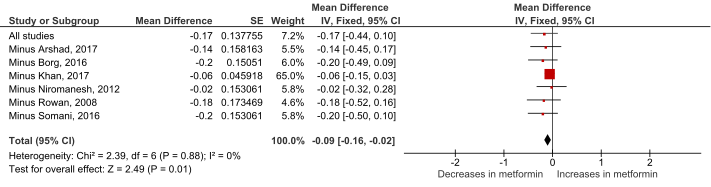 Mean Difference Mean Difference
Study or Subgroup Mean Difference SE Weight IV, Fixed, 95% CI IV, Fixed, 95% CI
All studies -0.17 0.137755 7.2% -0.17 [-0.44, 0.10]
Minus Arshad, 2017 -0.14 0.158163 5.5% -0.14 [-0.45, 0.17]
Minus Borg, 2016 -0.2 0.15051 6.1% -0.20 [-0.49, 0.09]
Minus Khan, 2017 -0.06 0.045918 65.0% -0.06 [-0.15, 0.03]
Minus Niromanesh, 2012 -0.02 0.153061 5.9% -0.02 [-0.32, 0.28]
Minus Rowan, 2008 -0.18 0.173469 4.6% -0.18 [-0.52, 0.16]
Minus Somani, 2016 -0.2 0.153061 5.9% -0.20 [-0.50, 0.10]
Total (95% CI) 100.0% -0.09 [-0.16, -0.02]
Heterogeneity: Chi² = 2.39, df = 6 (P = 0.88); I² = 0%
Test for overall effect: Z = 2.49 (P = 0.01)
-2 -1 0 1 2
Decreases in metformin Increases in metformin